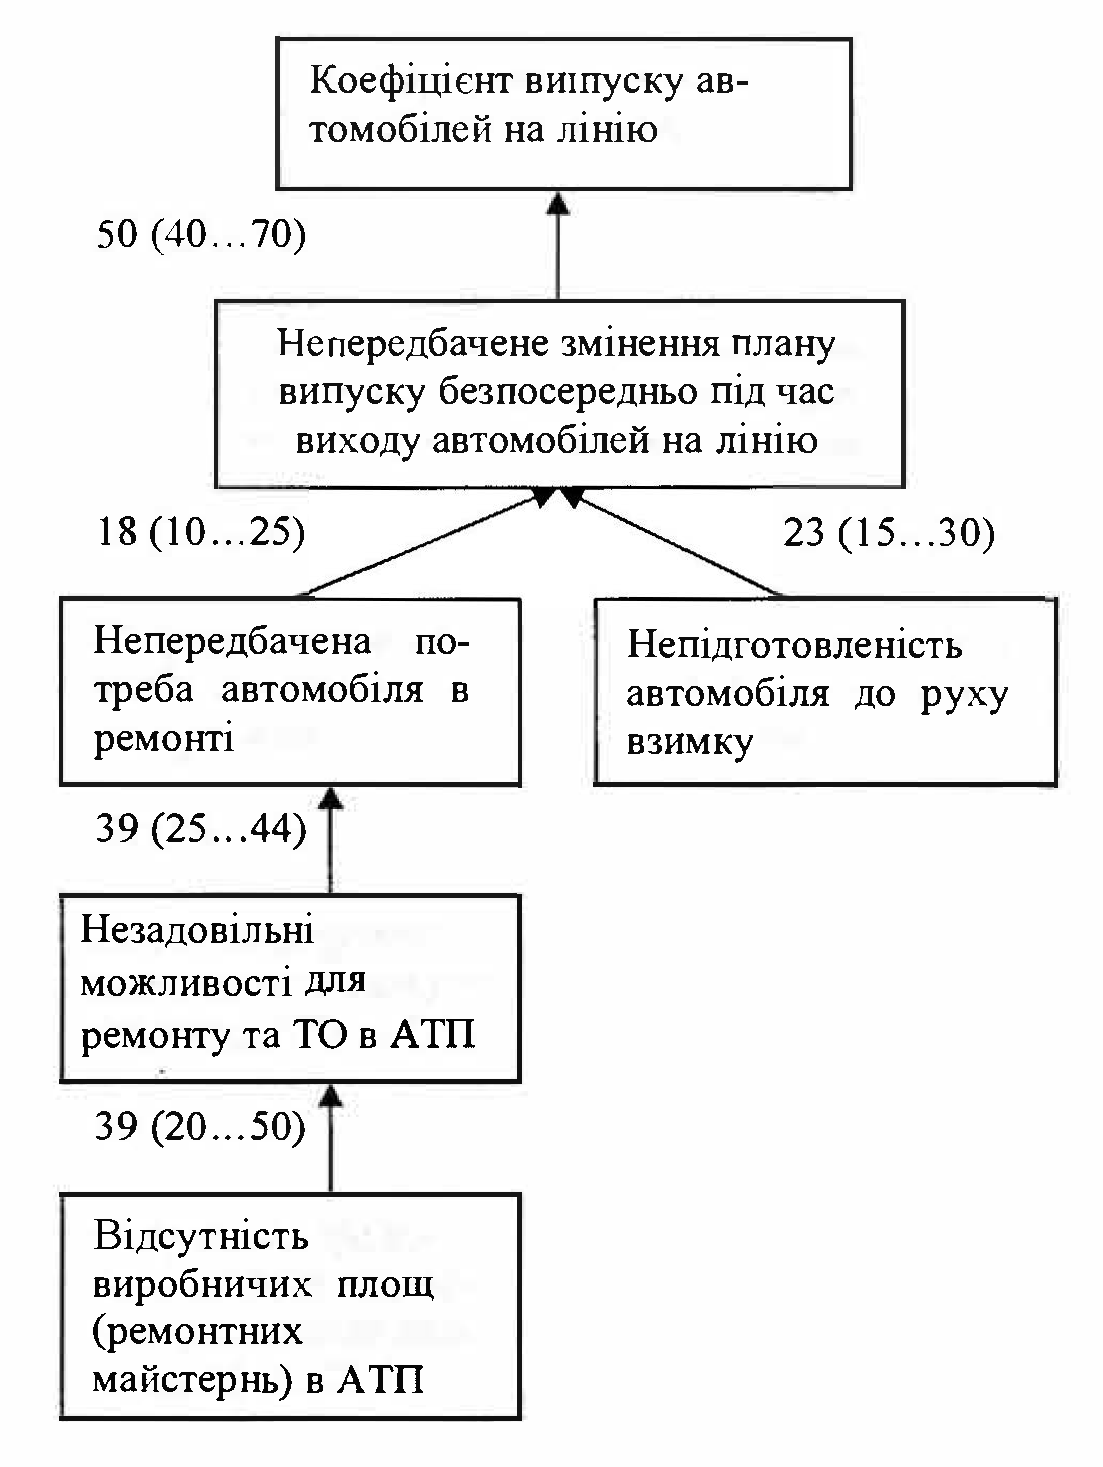 Коефіцієнт випуску ав-
томобілей на лінію
50 (40...70)
Непередбачене змінення плану
випуску безпосередньо під час
виходу автомобілей на лінію
18 (10...25)
23 (15...30)
Непередбачена по-
треба автомобіля в
ремонті
Непідготовленість
автомобіля до руху
взимку
39 (25...44)
Незадовільні
можливості для
ремонту та ТО в АТП
39 (20...50)
Відсутність
виробничих площ
(ремонтних
майстернь) в АТП